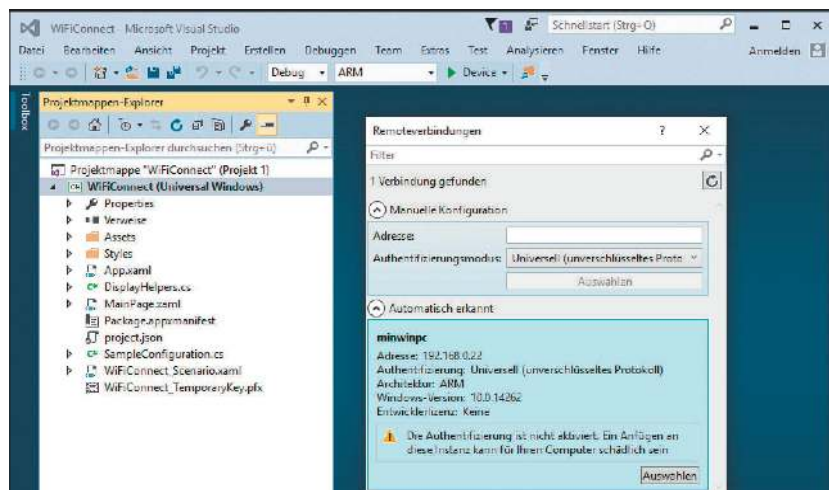 WiFiConnect - Microsoft Visual Studio
Schnellstart (Strg+Q)
Datei Bearbeiten Ansicht Projekt Erstellen Debuggen Team Extras Test Analysieren Fenster Hilfe Anmelden
Debug ARM Device
Toolbox
Projektmappen-Explorer
Projektmappen-Explorer durchsuchen (Strg+ü)
Projektmappe "WiFiConnect" (Projekt 1)
WiFiConnect (Universal Windows)
Properties
Verweise
Assets
Styles
App.xaml
DisplayHelpers.cs
MainPage.xaml
Package.appxmanifest
project.json
SampleConfiguration.cs
WiFiConnect_Scenario.xaml
WiFiConnect_TemporaryKey.pfx
Remoteverbindungen
Filter
1 Verbindung gefunden
Manuelle Konfiguration
Adresse:
Authentifizierungsmodus: Universell (unverschlüsseltes Proto
Auswählen
Automatisch erkannt
minwinpc
Adresse: 192.168.0.22
Authentifizierung: Universell (unverschlüsseltes Protokoll)
Architektur: ARM
Windows-Version: 10.0.14262
Entwicklerlizenz: Keine
Die Authentifizierung ist nicht aktiviert. Ein Anfügen an
diese Instanz kann für Ihren Computer schädlich sein
Auswählen